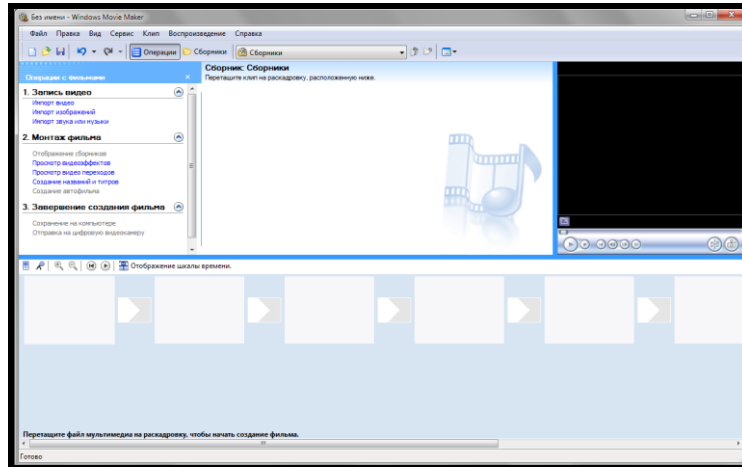 Без имени - Windows Movie Maker
Файл Правка Вид Сервис Клип Воспроизведение Справка
Операции Сборники Сборники
Операции с фильмами
Сборник: Сборники
Перетащите клип на раскадровку, расположенную ниже.
1. Запись видео
Импорт видео
Импорт изображений
Импорт звука или музыки
2. Монтаж фильма
Отображение сборников
Просмотр видеоэффектов
Просмотр видео переходов
Создание названий и титров
Создание автофильма
3. Завершение создания фильма
Сохранение на компьютере
Отправка на цифровую видеокамеру
Отображение шкалы времени.
Перетащите файл мультимедиа на раскадровку, чтобы начать создание фильма.
Готово